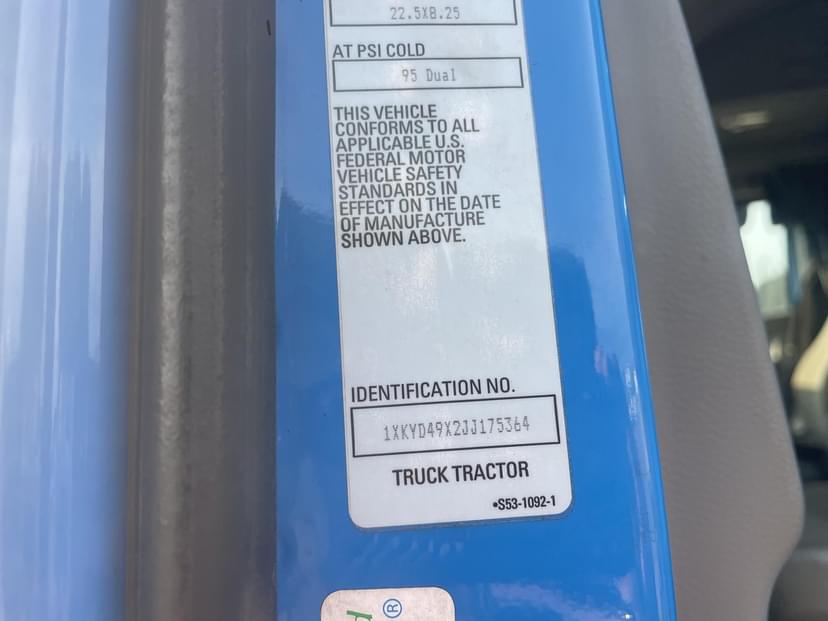 22.5X8.25
AT PSI COLD
95 Dual
THIS VEHICLE
CONFORMS TO ALL
APPLICABLE U.S.
FEDERAL MOTOR
VEHICLE SAFETY
STANDARDS IN
EFFECT ON THE DATE
OF MANUFACTURE
SHOWN ABOVE.
IDENTIFICATION NO.
1XKYD49X2JJ175364
TRUCK TRACTOR
•S53-1092-1
®